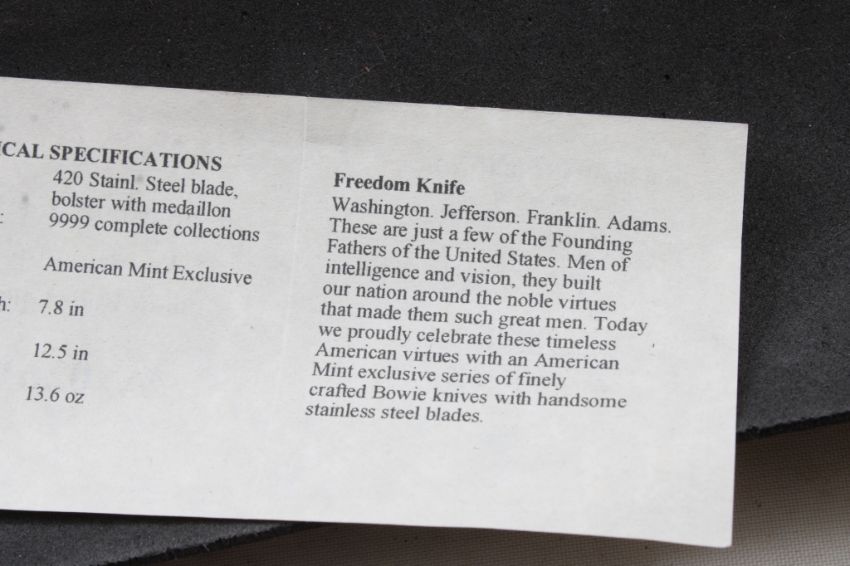 ICAL SPECIFICATIONS
420 Stainl. Steel blade,
bolster with medaillon
: 9999 complete collections
American Mint Exclusive
h: 7.8 in
12.5 in
13.6 oz
Freedom Knife
Washington. Jefferson. Franklin. Adams.
These are just a few of the Founding
Fathers of the United States. Men of
intelligence and vision, they built
our nation around the noble virtues
that made them such great men. Today
we proudly celebrate these timeless
American virtues with an American
Mint exclusive series of finely
crafted Bowie knives with handsome
stainless steel blades.